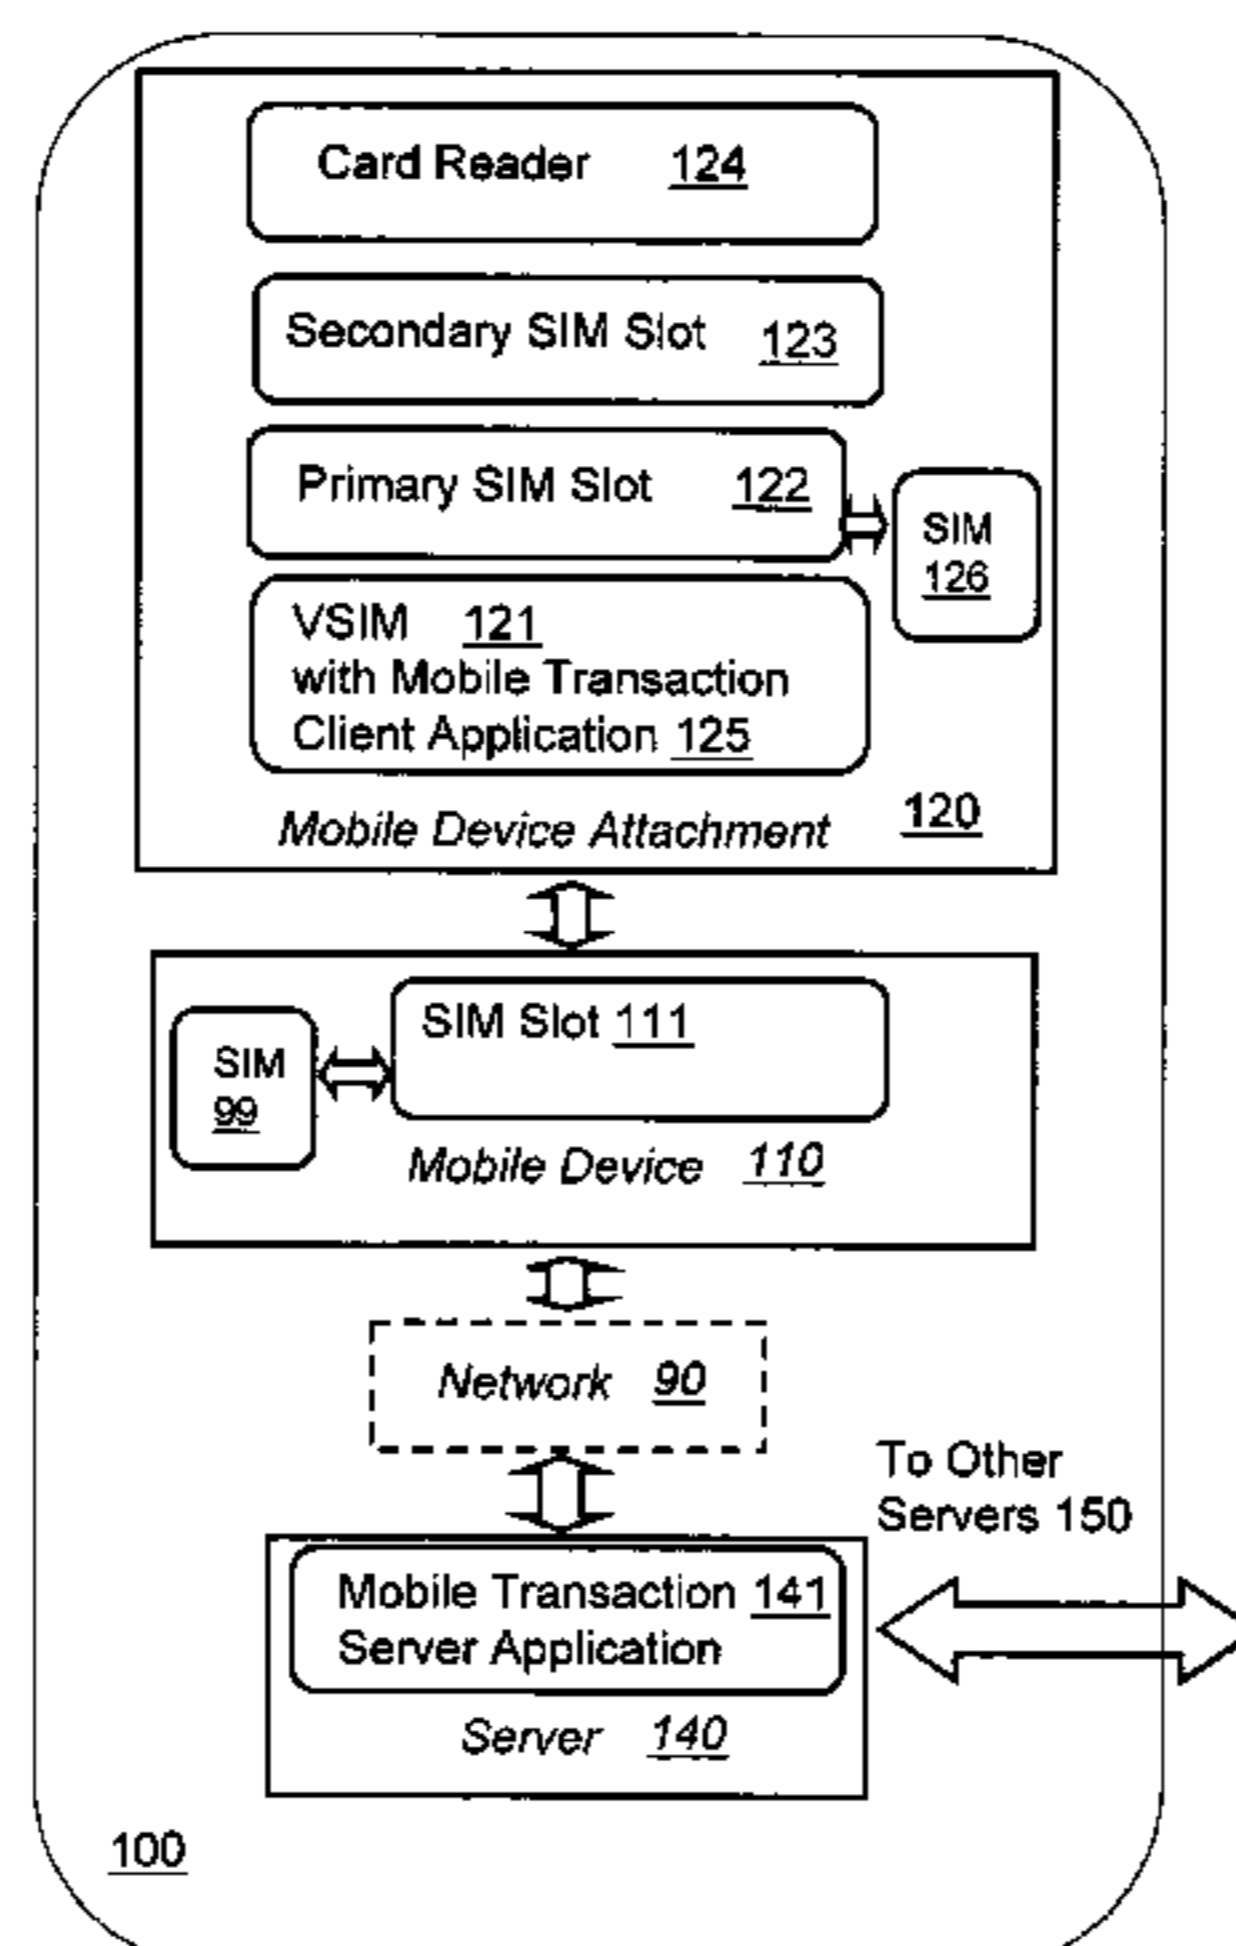 Card Reader 124
Secondary SIM Slot 123
Primary SIM Slot 122
SIM
126
VSIM 121
with Mobile Transaction
Client Application 125
Mobile Device Attachment 120
SIM Slot 111
SIM
99
Mobile Device 110
Network 90
To Other
Servers 150
Mobile Transaction 141
Server Application
Server 140
100